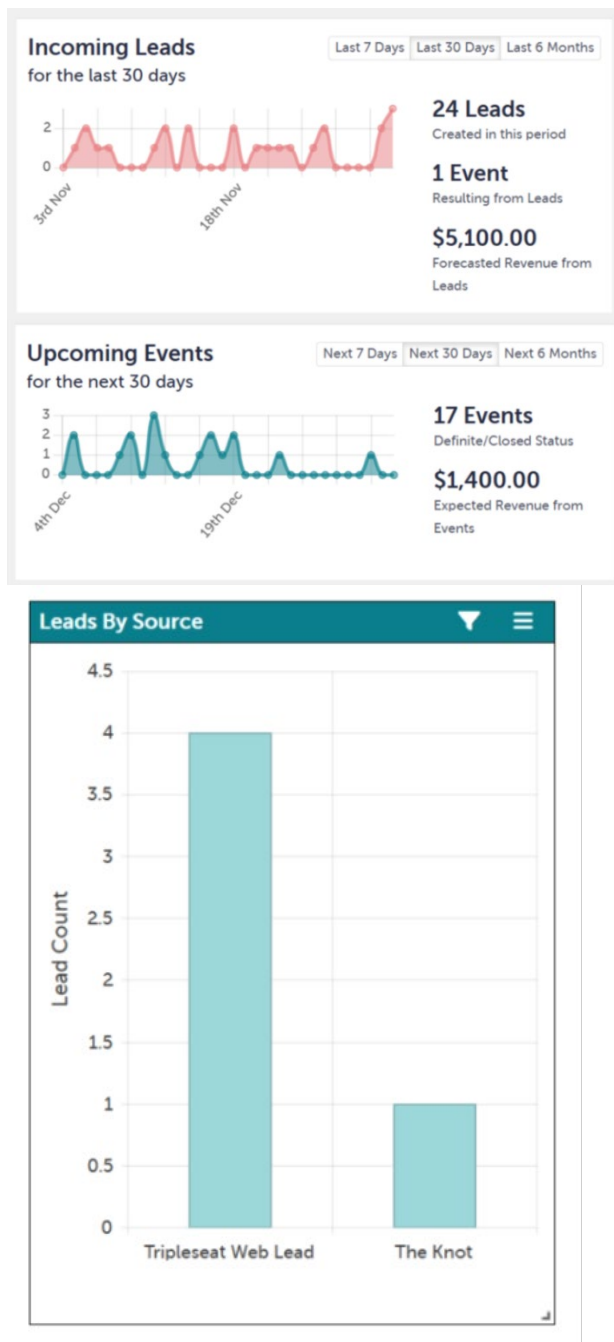 Incoming Leads
Last 7 Days Last 30 Days Last 6 Months
for the last 30 days
24 Leads
Created in this period
2
0
3rd Nov
18th Nov
1 Event
Resulting from Leads
$5,100.00
Forecasted Revenue from
Leads
Upcoming Events
Next 7 Days Next 30 Days Next 6 Months
for the next 30 days
3
2
1
0
4th Dec
19th Dec
17 Events
Definite/Closed Status
$1,400.00
Expected Revenue from
Events
Leads By Source
4.5
4
3.5
3
2.5
2
1.5
1
0.5
0
Lead Count
Tripleseat Web Lead
The Knot